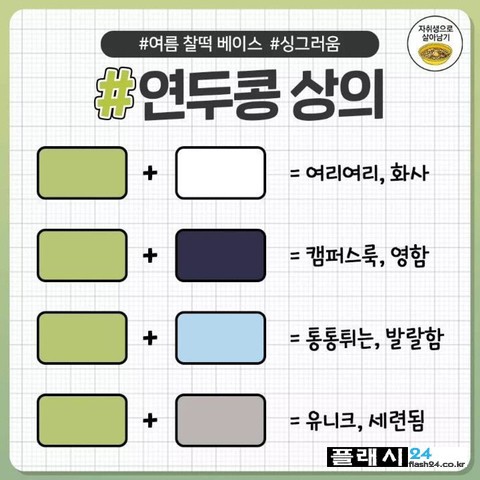 #여름 찰떡 베이스 #싱그러움
자취생으로
살아남기
#연두콩 상의
+ = 여리여리, 화사
+ = 캠퍼스룩, 영함
+ = 통통튀는, 발랄함
+ = 유니크, 세련됨
플래시24
flash24.co.kr